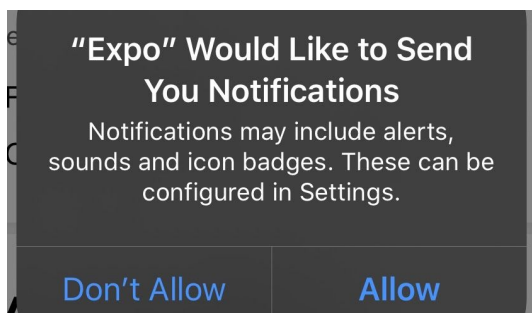 “Expo” Would Like to Send
You Notifications
Notifications may include alerts,
sounds and icon badges. These can be
configured in Settings.
Don’t Allow
Allow